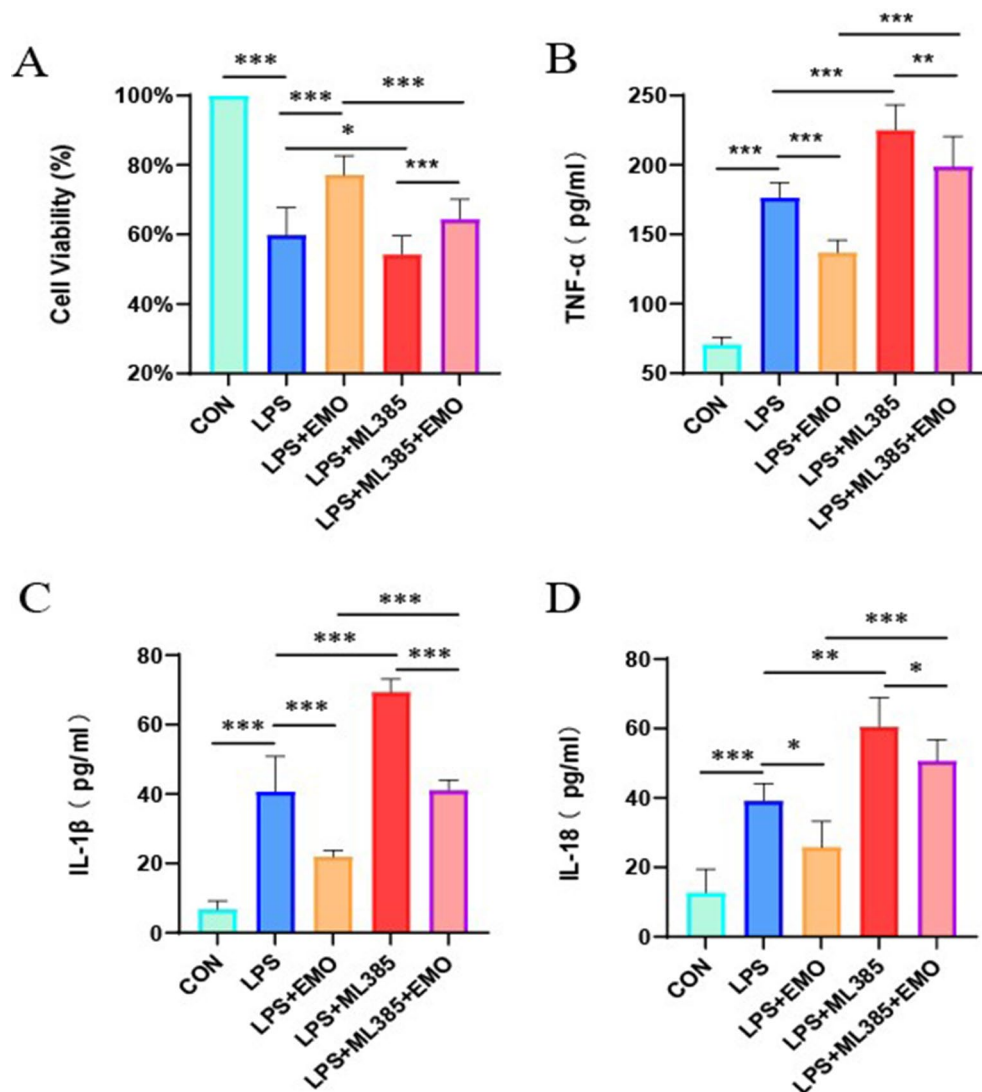 A
Cell Viability (%)
100%
80%
60%
40%
20%
***
***
***
*
***
CON
LPS
LPS+EMO
LPS+ML385
LPS+ML385+EMO
B
TNF-α ( pg/ml)
250
200
150
100
50
***
***
**
***
***
CON
LPS
LPS+EMO
LPS+ML385
LPS+ML385+EMO
C
IL-1β ( pg/ml)
80
60
40
20
0
***
***
***
***
***
CON
LPS
LPS+EMO
LPS+ML385
LPS+ML385+EMO
D
IL-18 ( pg/ml)
80
60
40
20
0
***
**
*
***
*
CON
LPS
LPS+EMO
LPS+ML385
LPS+ML385+EMO